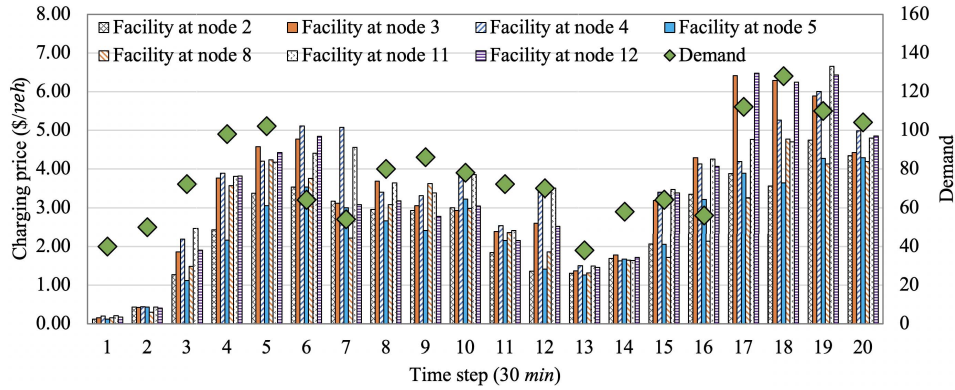 8.00 160
Facility at node 2 Facility at node 3 Facility at node 4 Facility at node 5
7.00 140
Facility at node 8 Facility at node 11 Facility at node 12 Demand
6.00 120
5.00 100
4.00 80
3.00 60
2.00 40
1.00 20
0.00 0
Charging price ($/veh)
Demand
1 2 3 4 5 6 7 8 9 10 11 12 13 14 15 16 17 18 19 20
Time step (30 min)